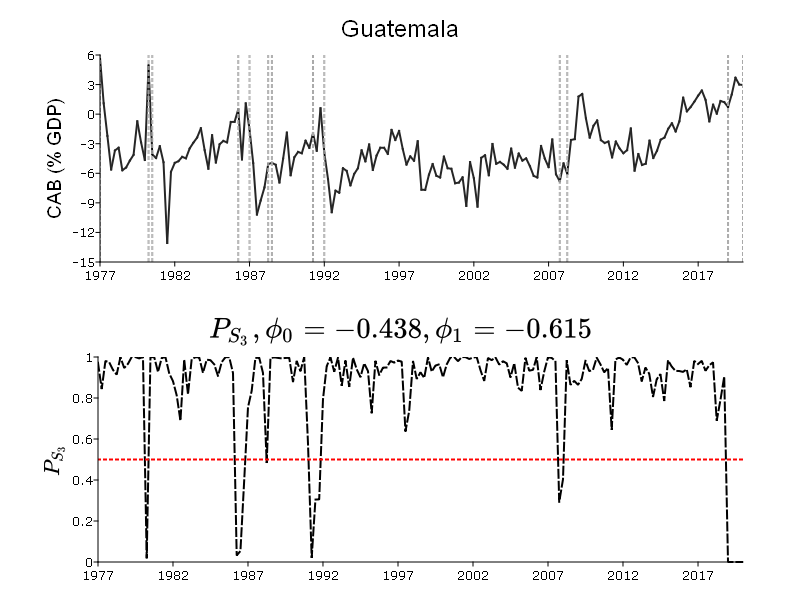 Guatemala
CAB (% GDP)
6
3
0
−3
−6
−9
−12
−15
1977 1982 1987 1992 1997 2002 2007 2012 2017
P_{S_3}, ϕ_0 = −0.438, ϕ_1 = −0.615
P_{S_3}
1
0.8
0.6
0.4
0.2
0
1977 1982 1987 1992 1997 2002 2007 2012 2017